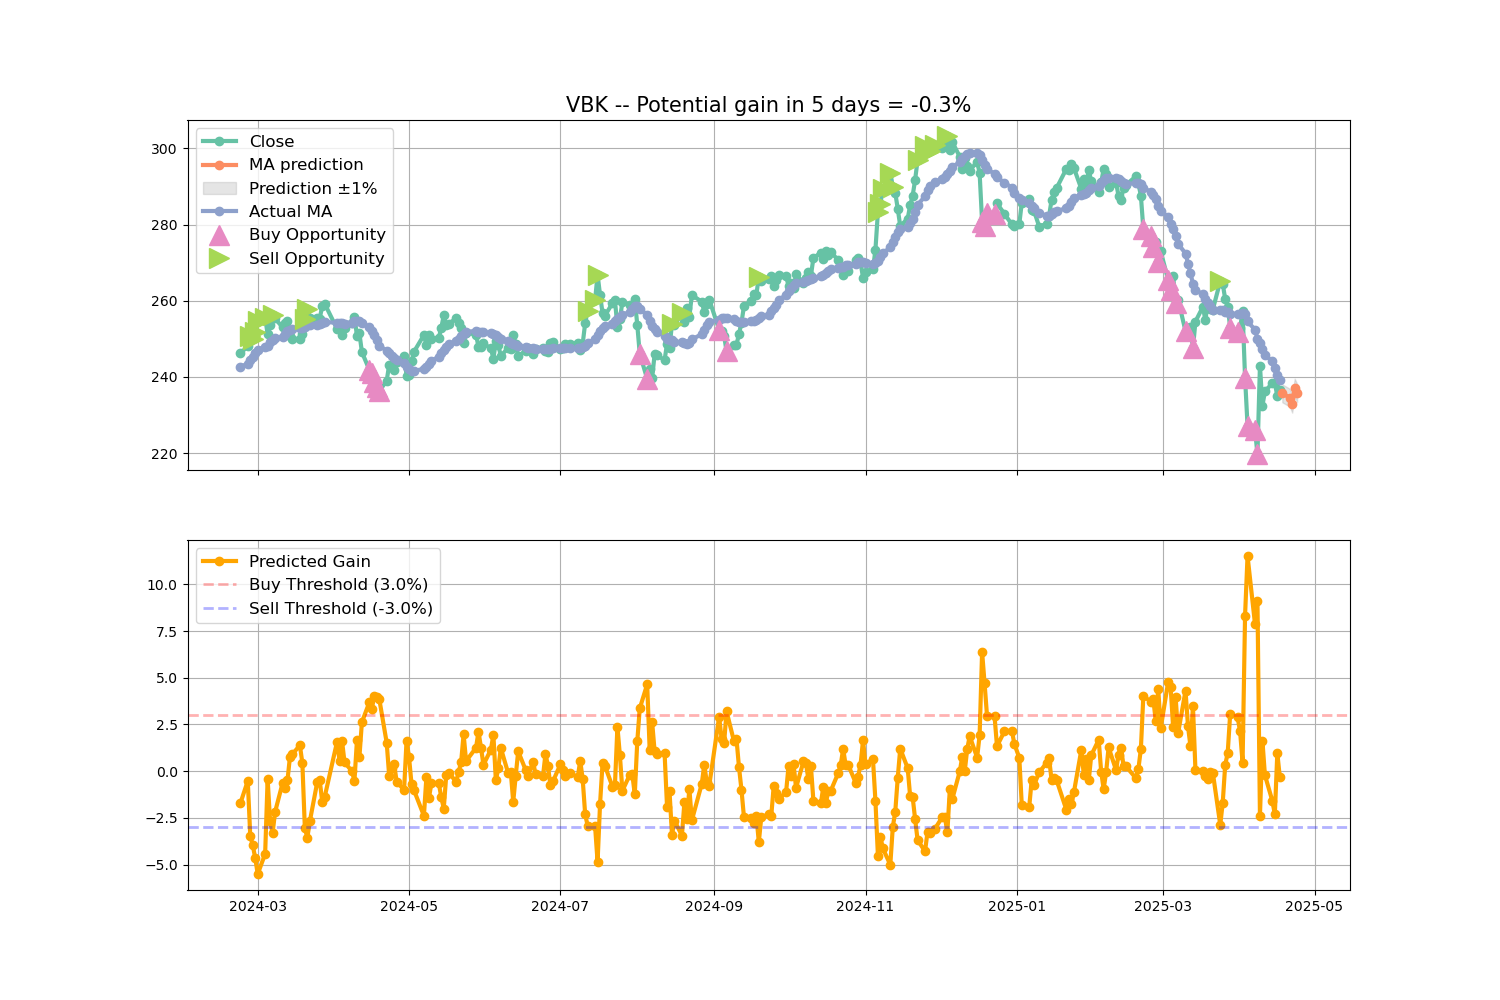 VBK -- Potential gain in 5 days = -0.3%
Close
MA prediction
Prediction ±1%
Actual MA
Buy Opportunity
Sell Opportunity
300
280
260
240
220
Predicted Gain
Buy Threshold (3.0%)
Sell Threshold (-3.0%)
10.0
7.5
5.0
2.5
0.0
−2.5
−5.0
2024-03 2024-05 2024-07 2024-09 2024-11 2025-01 2025-03 2025-05